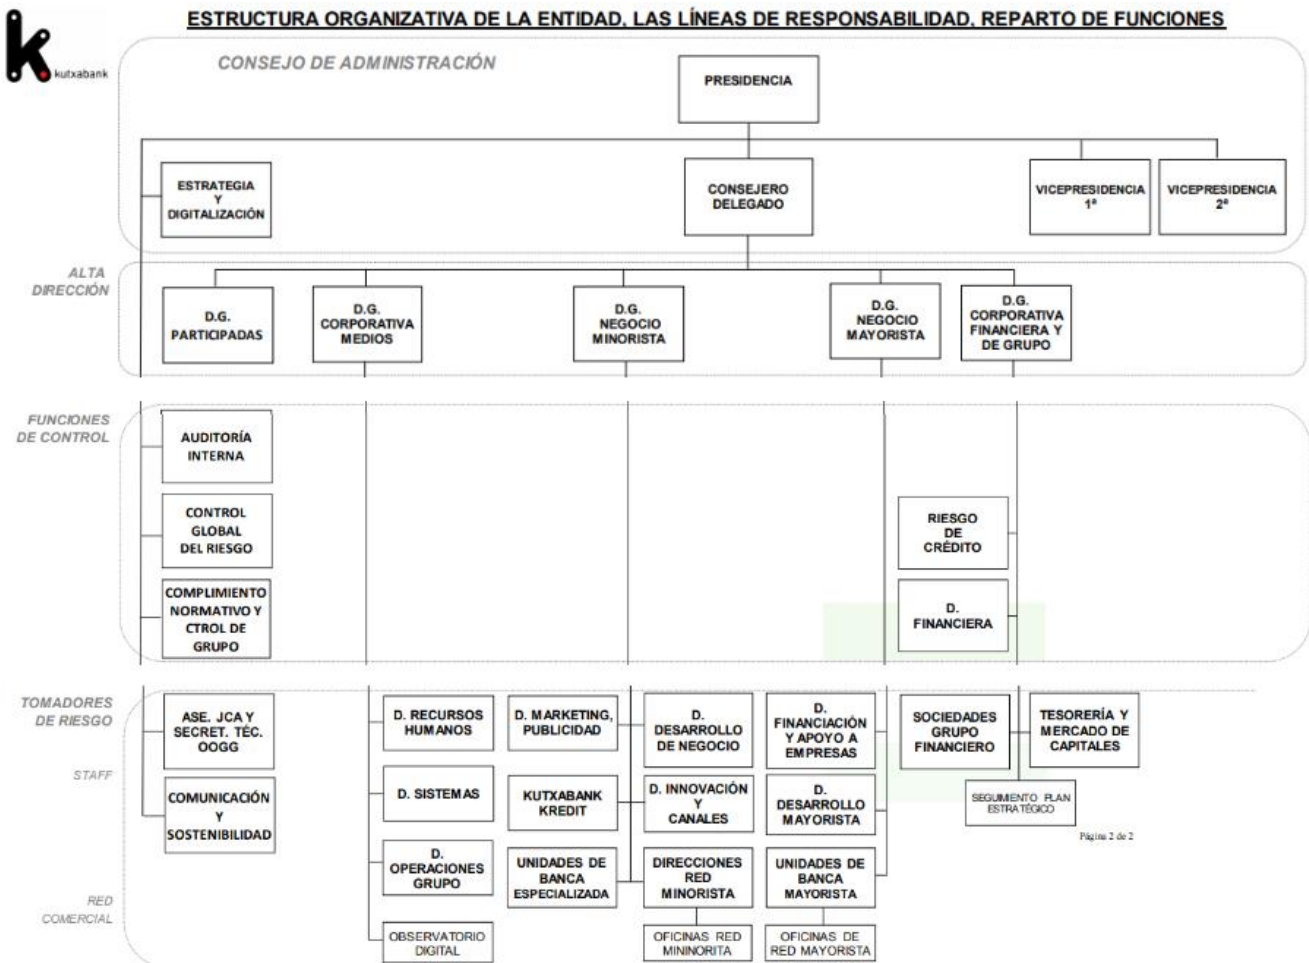 ESTRUCTURA ORGANIZATIVA DE LA ENTIDAD, LAS LÍNEAS DE RESPONSABILIDAD, REPARTO DE FUNCIONES
kutxabank
CONSEJO DE ADMINISTRACIÓN
PRESIDENCIA
ESTRATEGIA
Y
DIGITALIZACIÓN
CONSEJERO
DELEGADO
VICEPRESIDENCIA
1ª
VICEPRESIDENCIA
2ª
ALTA
DIRECCIÓN
D.G.
PARTICIPADAS
D.G.
CORPORATIVA
MEDIOS
D.G.
NEGOCIO
MINORISTA
D.G.
NEGOCIO
MAYORISTA
D.G.
CORPORATIVA
FINANCIERA Y
DE GRUPO
FUNCIONES
DE CONTROL
AUDITORÍA
INTERNA
CONTROL
GLOBAL
DEL RIESGO
RIESGO
DE
CRÉDITO
COMPLIMIENTO
NORMATIVO Y
CTROL DE
GRUPO
D.
FINANCIERA
TOMADORES
DE RIESGO
ASE. JCA Y
SECRET. TÉC.
OOGG
D. RECURSOS
HUMANOS
D. MARKETING,
PUBLICIDAD
D.
DESARROLLO
DE NEGOCIO
D.
FINANCIACIÓN
Y APOYO A
EMPRESAS
SOCIEDADES
GRUPO
FINANCIERO
TESORERÍA Y
MERCADO DE
CAPITALES
STAFF
COMUNICACIÓN
Y
SOSTENIBILIDAD
D. SISTEMAS
KUTXABANK
KREDIT
D. INNOVACIÓN
Y
CANALES
D.
DESARROLLO
MAYORISTA
SEGUIMIENTO PLAN
ESTRATÉGICO
Página 2 de 2
D.
OPERACIONES
GRUPO
UNIDADES DE
BANCA
ESPECIALIZADA
DIRECCIONES
RED
MINORISTA
UNIDADES DE
BANCA
MAYORISTA
RED
COMERCIAL
OBSERVATORIO
DIGITAL
OFICINAS RED
MININORITA
OFICINAS DE
RED MAYORISTA